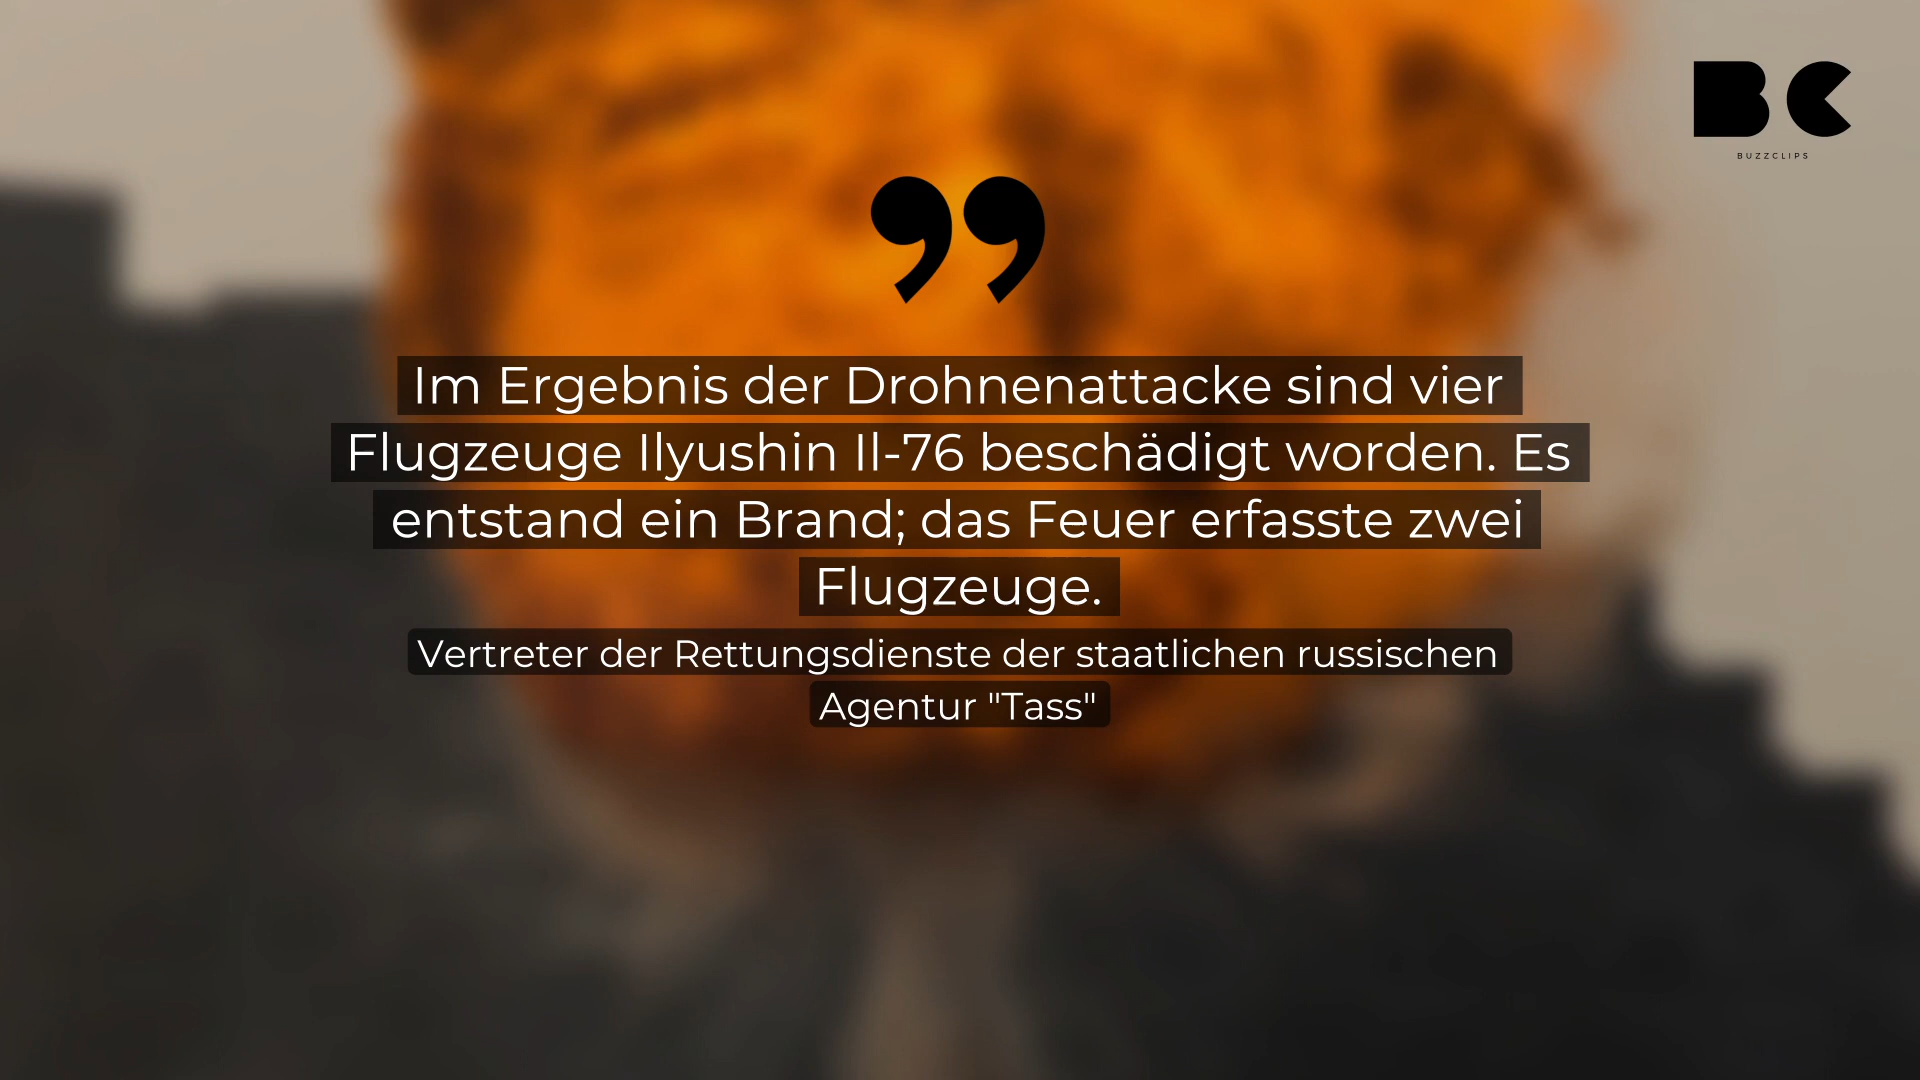 BC
BUZZCLIPS
”
Im Ergebnis der Drohnenattacke sind vier
Flugzeuge Ilyushin Il-76 beschädigt worden. Es
entstand ein Brand; das Feuer erfasste zwei
Flugzeuge.
Vertreter der Rettungsdienste der staatlichen russischen
Agentur "Tass"